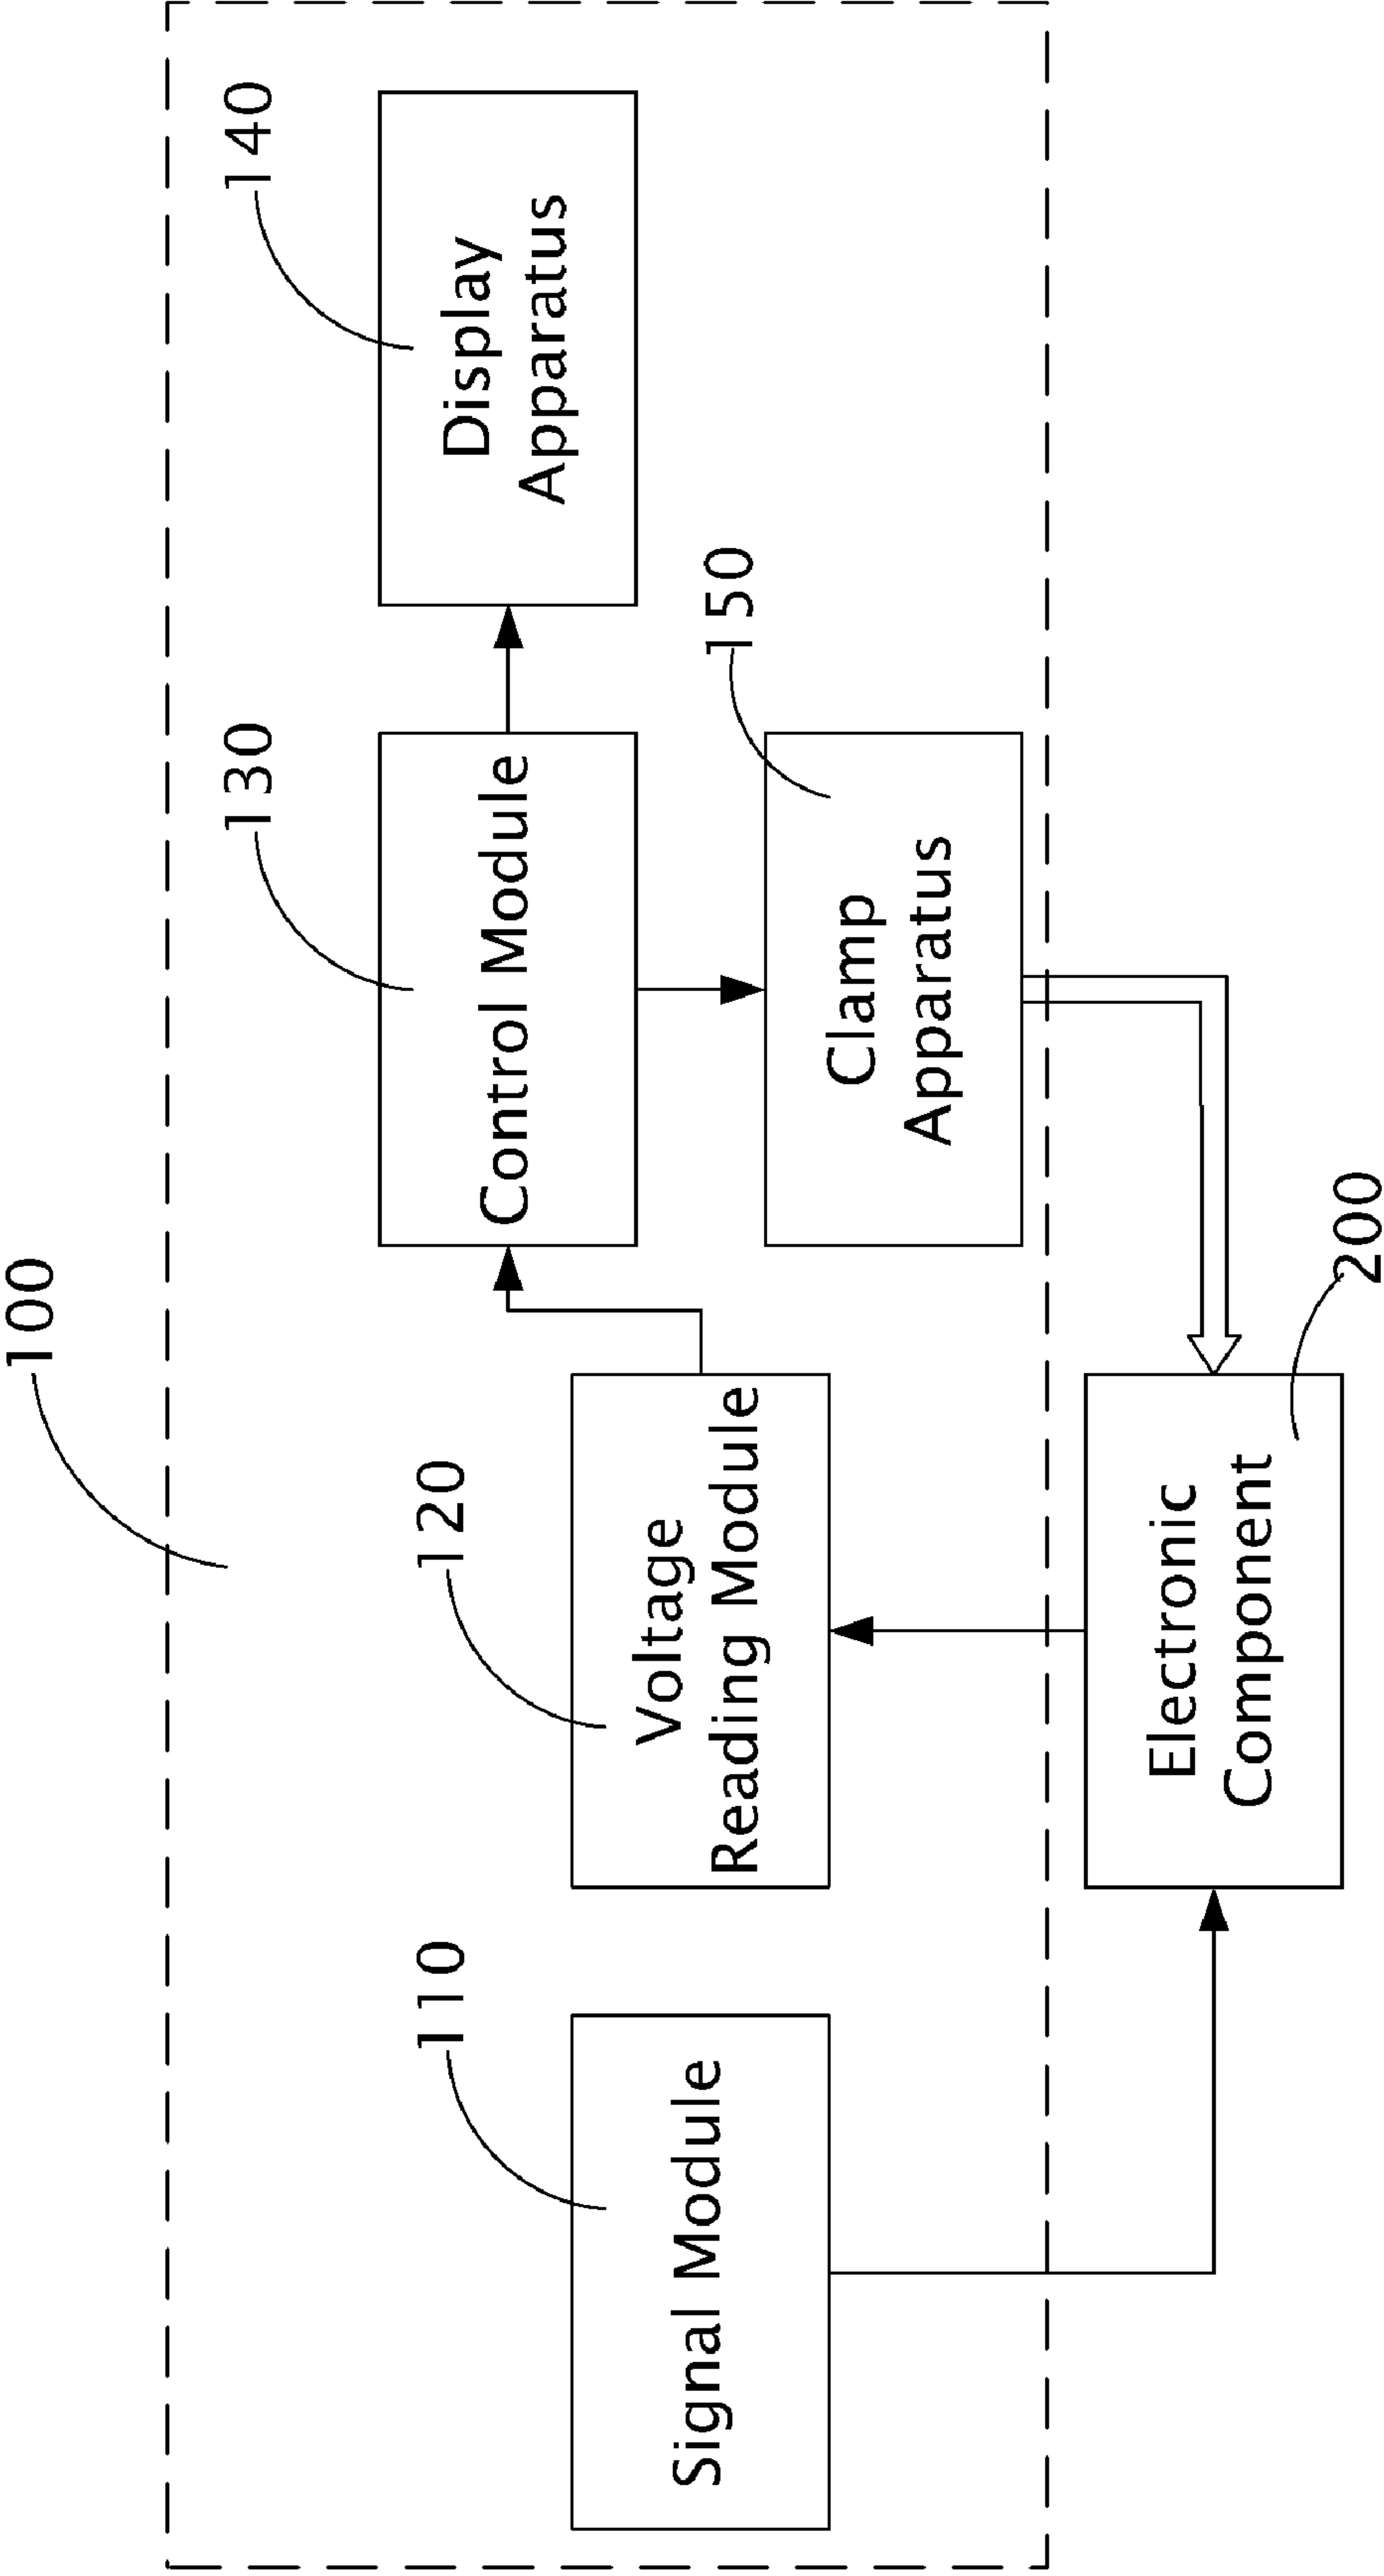 100
140
Display
Apparatus
130
Control Module
120
Voltage
Reading Module
110
Signal Module
150
Clamp
Apparatus
Electronic
Component
200